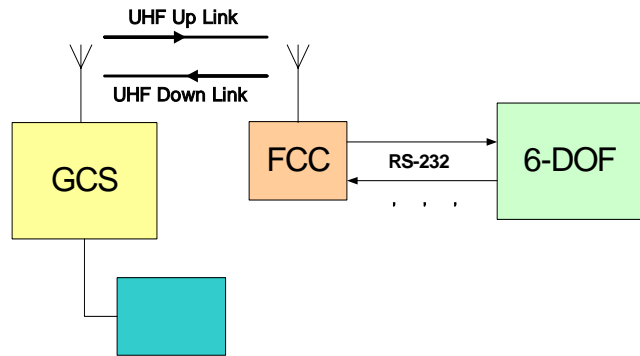 UHF Up Link
UHF Down Link
GCS
FCC
RS-232
, , ,
6-DOF